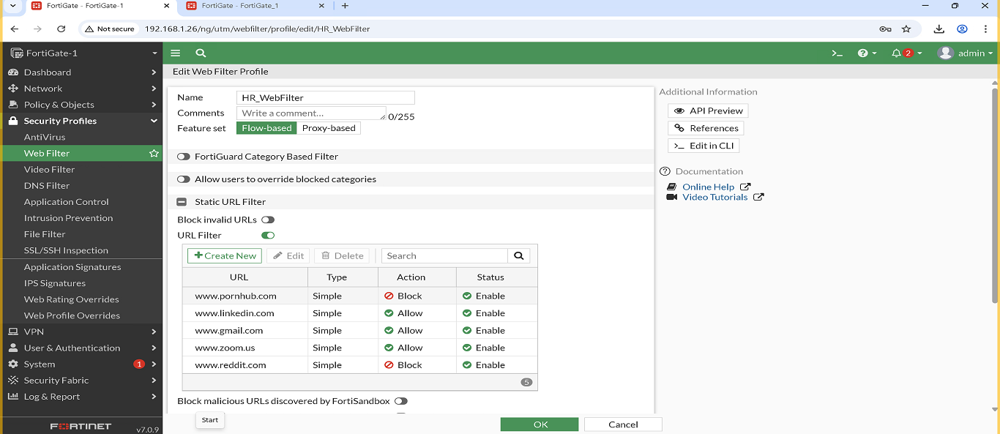 FortiGate - FortiGate-1
FortiGate - FortiGate_1
Not secure 192.168.1.26/ng/utm/webfilter/profile/edit/HR_WebFilter
FortiGate-1
2 admin
Dashboard
Network
Policy & Objects
Security Profiles
AntiVirus
Web Filter
Video Filter
DNS Filter
Application Control
Intrusion Prevention
File Filter
SSL/SSH Inspection
Application Signatures
IPS Signatures
Web Rating Overrides
Web Profile Overrides
VPN
User & Authentication
System 1
Security Fabric
Log & Report
FORTINET v7.0.9
Edit Web Filter Profile
Name HR_WebFilter
Comments Write a comment... 0/255
Feature set Flow-based Proxy-based
FortiGuard Category Based Filter
Allow users to override blocked categories
Static URL Filter
Block invalid URLs
URL Filter
Create New Edit Delete Search
URL Type Action Status
www.pornhub.com Simple Block Enable
www.linkedin.com Simple Allow Enable
www.gmail.com Simple Allow Enable
www.zoom.us Simple Allow Enable
www.reddit.com Simple Block Enable
5
Block malicious URLs discovered by FortiSandbox
Start
OK Cancel
Additional Information
API Preview
References
>_ Edit in CLI
Documentation
Online Help
Video Tutorials